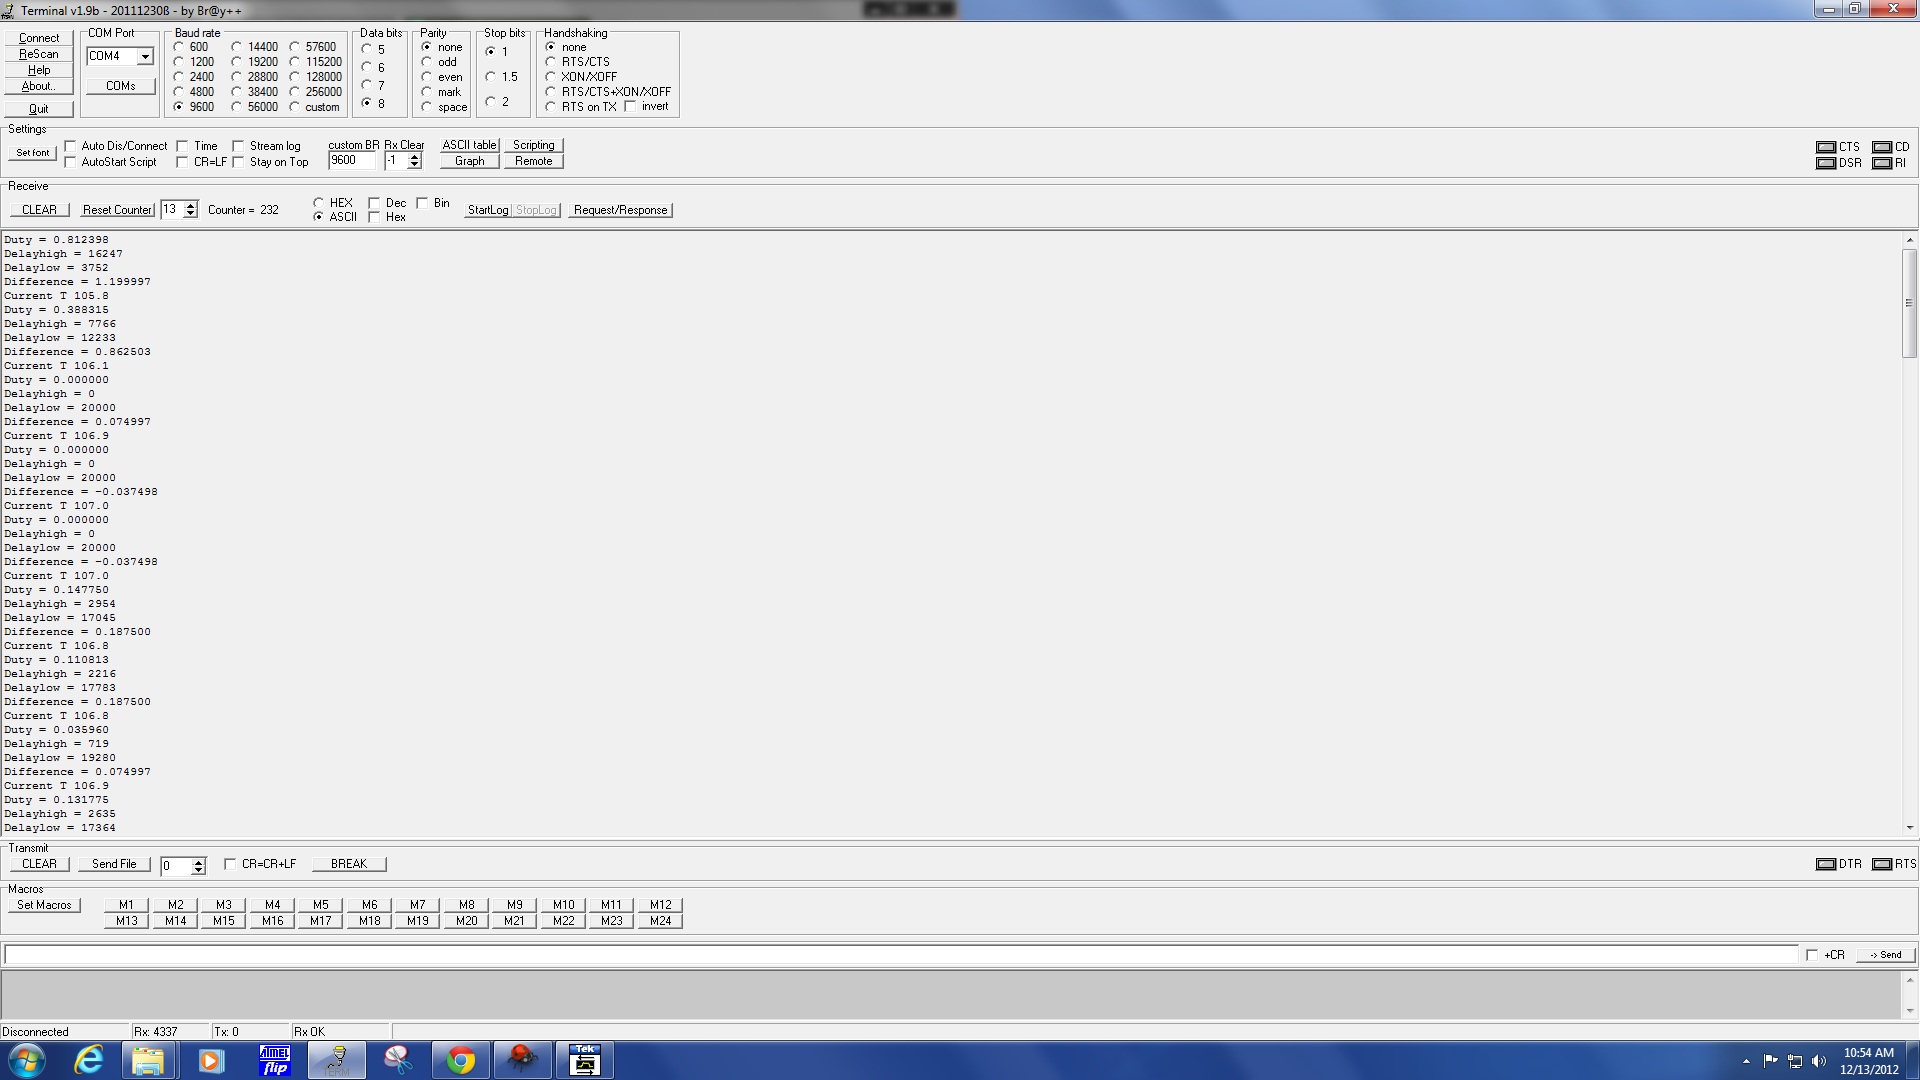 Terminal v1.9b - 20111230ß - by Br@y++
Connect
ReScan
Help
About..
Quit
COM Port
COM4
COMs
Baud rate
600 14400 57600
1200 19200 115200
2400 28800 128000
4800 38400 256000
9600 56000 custom
Data bits
5
6
7
8
Parity
none
odd
even
mark
space
Stop bits
1
1.5
2
Handshaking
none
RTS/CTS
XON/XOFF
RTS/CTS+XON/XOFF
RTS on TX invert
Settings
Set font
Auto Dis/Connect Time Stream log
AutoStart Script CR=LF Stay on Top
custom BR Rx Clear
9600 -1
ASCII table Scripting
Graph Remote
CTS CD
DSR RI
Receive
CLEAR Reset Counter 13 Counter = 232
HEX Dec Bin
ASCII Hex
StartLog StopLog Request/Response
Duty = 0.812398
Delayhigh = 16247
Delaylow = 3752
Difference = 1.199997
Current T 105.8
Duty = 0.388315
Delayhigh = 7766
Delaylow = 12233
Difference = 0.862503
Current T 106.1
Duty = 0.000000
Delayhigh = 0
Delaylow = 20000
Difference = 0.074997
Current T 106.9
Duty = 0.000000
Delayhigh = 0
Delaylow = 20000
Difference = -0.037498
Current T 107.0
Duty = 0.000000
Delayhigh = 0
Delaylow = 20000
Difference = -0.037498
Current T 107.0
Duty = 0.147750
Delayhigh = 2954
Delaylow = 17045
Difference = 0.187500
Current T 106.8
Duty = 0.110813
Delayhigh = 2216
Delaylow = 17783
Difference = 0.187500
Current T 106.8
Duty = 0.035960
Delayhigh = 719
Delaylow = 19280
Difference = 0.074997
Current T 106.9
Duty = 0.131775
Delayhigh = 2635
Delaylow = 17364
Transmit
CLEAR Send File 0 CR=CR+LF BREAK
DTR RTS
Macros
Set Macros
M1 M2 M3 M4 M5 M6 M7 M8 M9 M10 M11 M12
M13 M14 M15 M16 M17 M18 M19 M20 M21 M22 M23 M24
+CR -> Send
Disconnected Rx: 4337 Tx: 0 Rx OK
ATMEL
flip
TERM
Tek
10:54 AM
12/13/2012